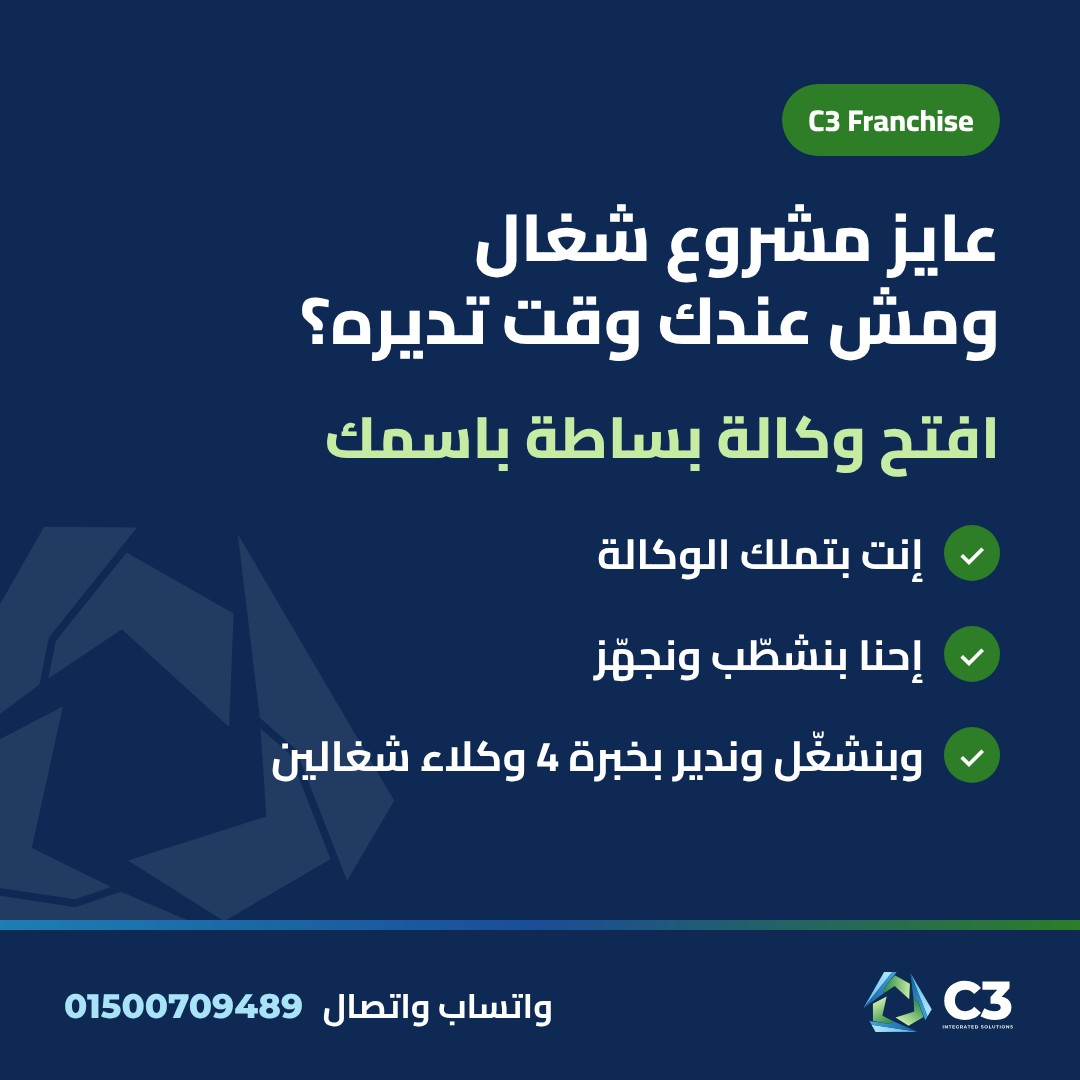 C3 Franchise
عايز مشروع شغال
ومش عندك وقت تديره؟
افتح وكالة بساطة باسمك
إنت بتملك الوكالة
إحنا بنشطّب ونجهّز
وبنشغّل وندير بخبرة 4 وكلاء شغالين
واتساب واتصال 01500709489
C3
INTEGRATED SOLUTIONS